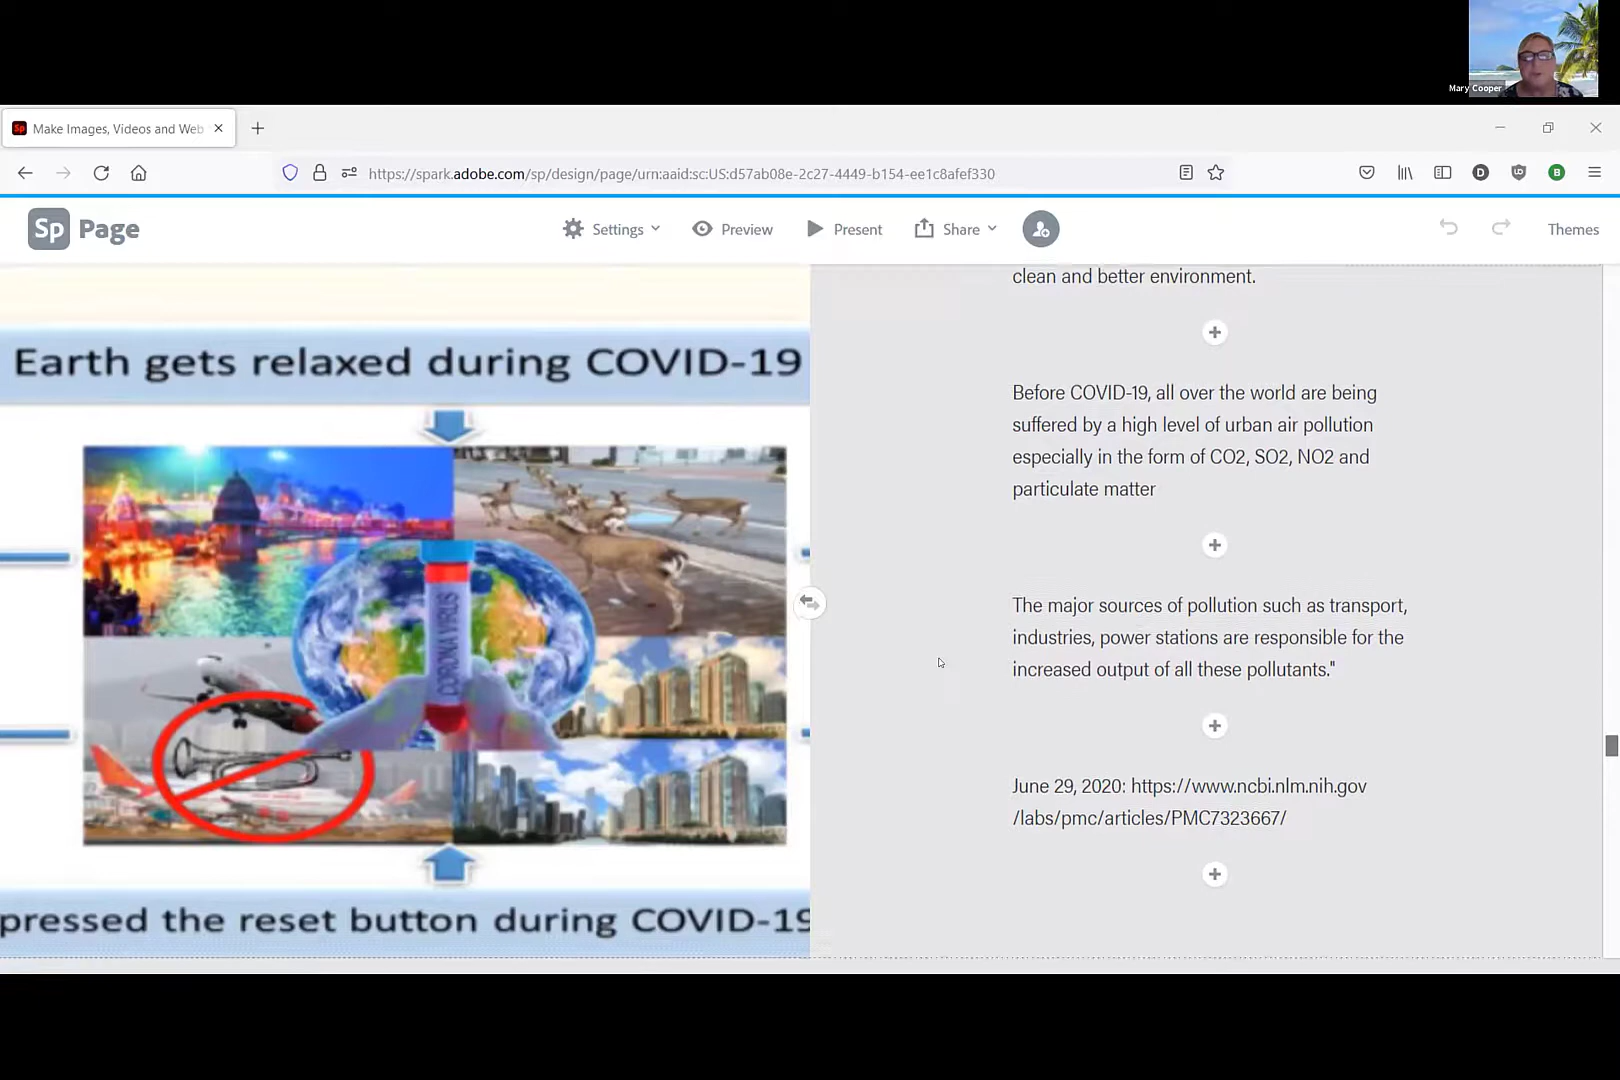 Mary Cooper
Make Images, Videos and Web
https://spark.adobe.com/sp/design/page/urn:aaid:sc:US:d57ab08e-2c27-4449-b154-ee1c8afef330
Sp Page
Settings
Preview
Present
Share
Themes
Earth gets relaxed during COVID-19
CORONA VIRUS
pressed the reset button during COVID-19
clean and better environment.
Before COVID-19, all over the world are being
suffered by a high level of urban air pollution
especially in the form of CO2, SO2, NO2 and
particulate matter
The major sources of pollution such as transport,
industries, power stations are responsible for the
increased output of all these pollutants."
June 29, 2020: https://www.ncbi.nlm.nih.gov
/labs/pmc/articles/PMC7323667/